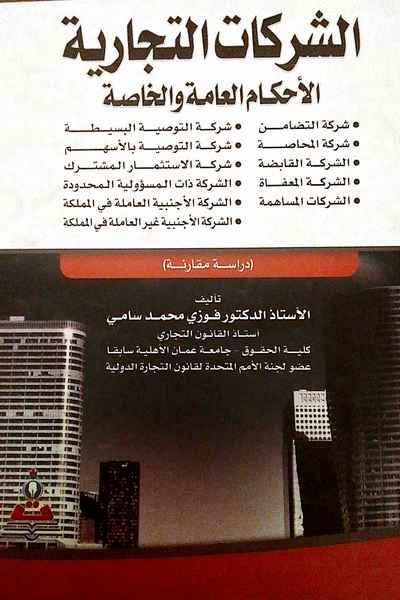 الشركات التجارية
الأحكام العامة والخاصة
• شركة التضامن
• شركة المحاصة
• الشركة القابضة
• الشركة المعفاة
• الشركات المساهمة
• شركة التوصية البسيطة
• شركة التوصية بالأسهم
• شركة الاستثمار المشترك
• الشركة ذات المسؤولية المحدودة
• الشركة الأجنبية العاملة في المملكة
• الشركة الأجنبية غير العاملة في المملكة
(دراسة مقارنة)
تأليف
الأستاذ الدكتور فوزي محمد سامي
أستاذ القانون التجاري
كلية الحقوق - جامعة عمان الأهلية سابقا
عضو لجنة الأمم المتحدة لقانون التجارة الدولية